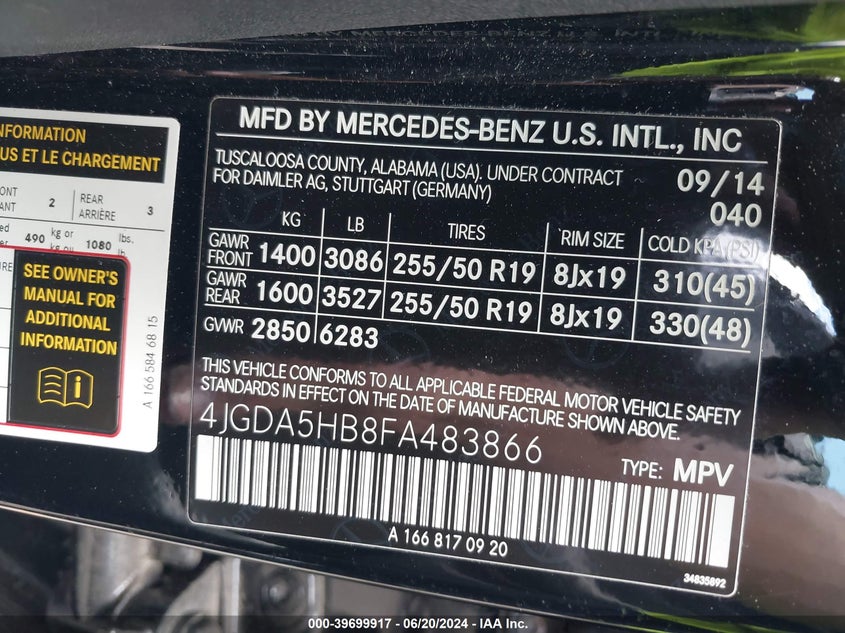 NFORMATION
US ET LE CHARGEMENT
ONT
ANT
2
REAR
ARRIÈRE
3
490 kg or
1080 lbs.
SEE OWNER'S
MANUAL FOR
ADDITIONAL
INFORMATION
A 166 584 68 15
MFD BY MERCEDES-BENZ U.S. INTL., INC
TUSCALOOSA COUNTY, ALABAMA (USA). UNDER CONTRACT
FOR DAIMLER AG, STUTTGART (GERMANY)
09/14
040
KG LB TIRES RIM SIZE COLD KPA (PSI)
GAWR FRONT 1400 3086 255/50 R19 8Jx19 310(45)
GAWR REAR 1600 3527 255/50 R19 8Jx19 330(48)
GVWR 2850 6283
THIS VEHICLE CONFORMS TO ALL APPLICABLE FEDERAL MOTOR VEHICLE SAFETY
STANDARDS IN EFFECT ON THE DATE OF MANUFACTURE SHOWN ABOVE.
4JGDA5HB8FA483866
TYPE: MPV
A 166 817 09 20
34835892
000-39699917 - 06/20/2024 - IAA Inc.